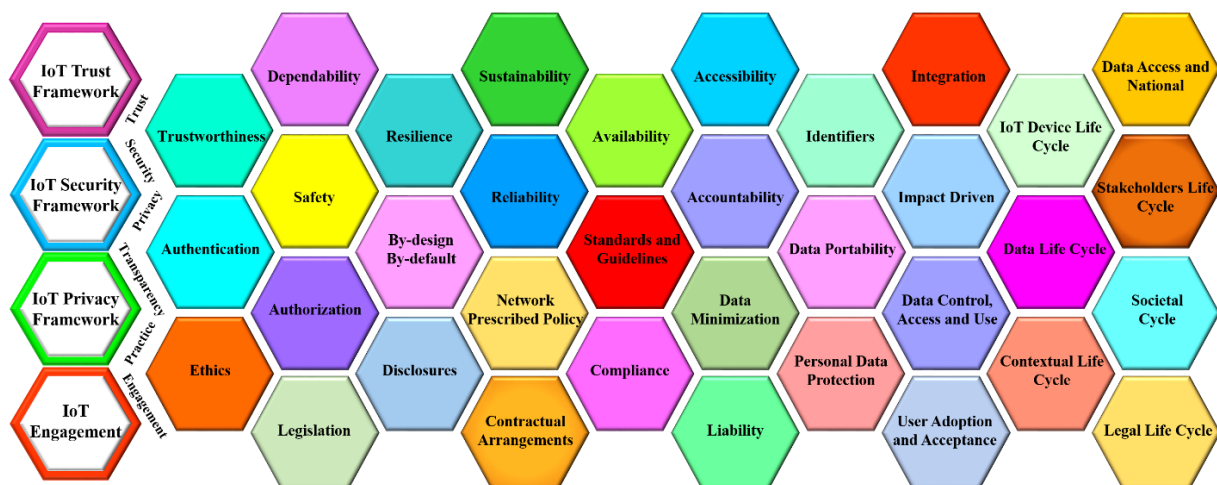 IoT Trust
Framework
IoT Security
Framework
IoT Privacy
Framework
IoT
Engagement
Trust
Security
Privacy
Transparency
Practice
Engagement
Trustworthiness
Authentication
Ethics
Dependability
Safety
Authorization
Legislation
Resilience
By-design
By-default
Disclosures
Sustainability
Reliability
Network
Prescribed Policy
Contractual
Arrangements
Availability
Standards and
Guidelines
Compliance
Accessibility
Accountability
Data
Minimization
Liability
Identifiers
Data Portability
Personal Data
Protection
Integration
Impact Driven
Data Control,
Access and Use
User Adoption
and Acceptance
IoT Device Life
Cycle
Data Life Cycle
Contextual Life
Cycle
Data Access and
National
Stakeholders Life
Cycle
Societal
Cycle
Legal Life Cycle